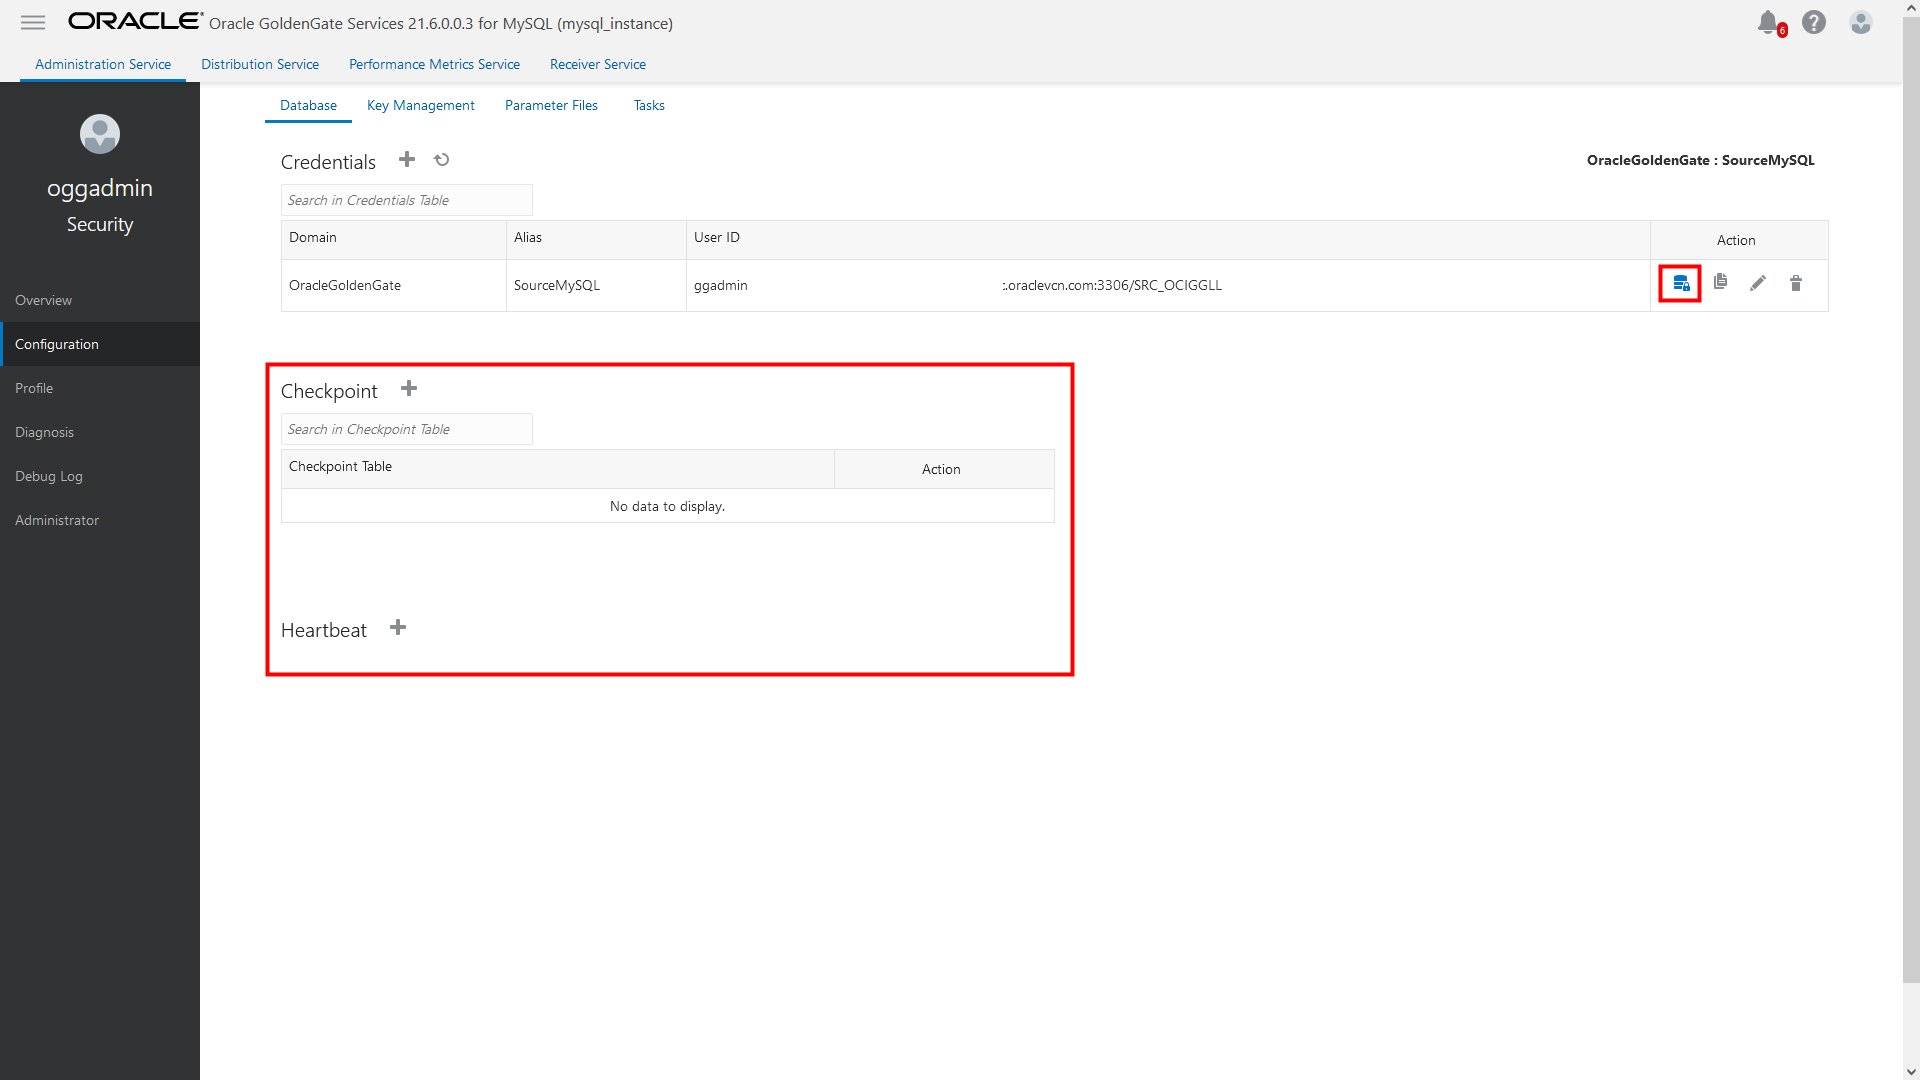 ORACLE Oracle GoldenGate Services 21.6.0.0.3 for MySQL (mysql_instance)
6
?
Administration Service Distribution Service Performance Metrics Service Receiver Service
oggadmin
Security
Overview
Configuration
Profile
Diagnosis
Debug Log
Administrator
Database Key Management Parameter Files Tasks
Credentials
OracleGoldenGate : SourceMySQL
Search in Credentials Table
Domain Alias User ID Action
OracleGoldenGate SourceMySQL ggadmin :.oraclevcn.com:3306/SRC_OCIGGLL
Checkpoint
Search in Checkpoint Table
Checkpoint Table Action
No data to display.
Heartbeat